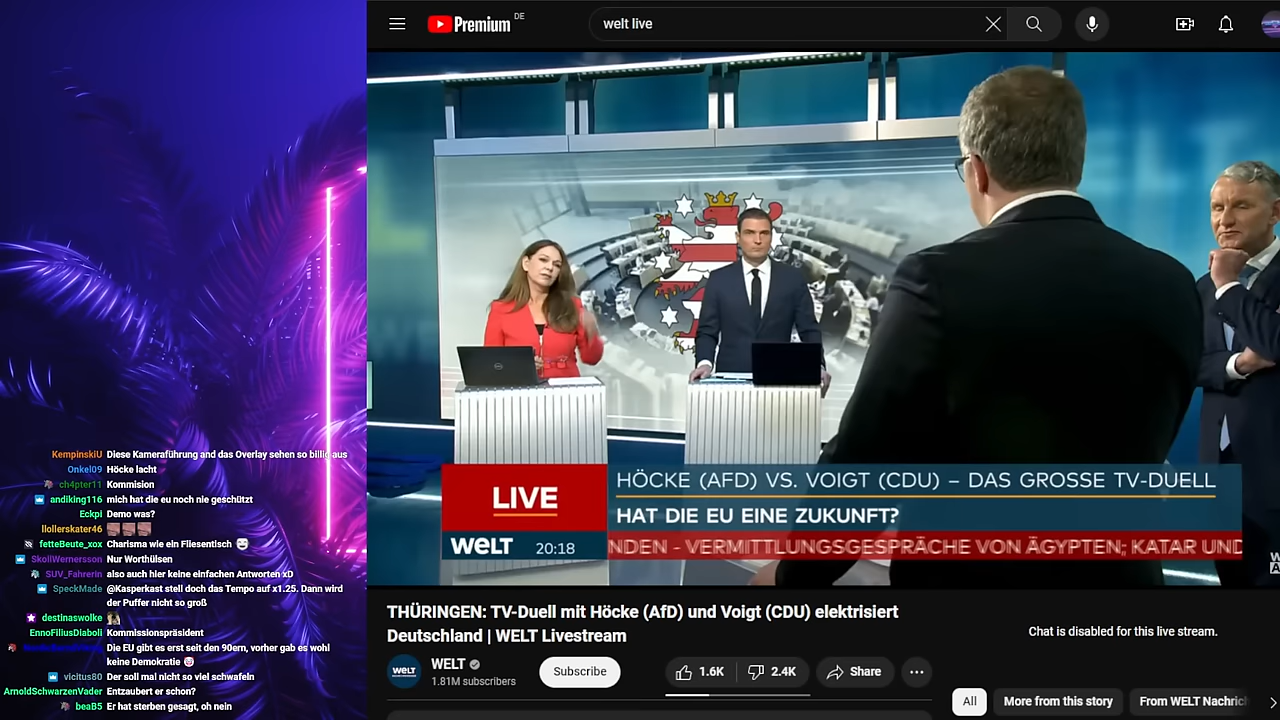 Premium DE
welt live
HÖCKE (AFD) VS. VOIGT (CDU) – DAS GROSSE TV-DUELL
LIVE
HAT DIE EU EINE ZUKUNFT?
WELT 20:18
NDEN - VERMITTLUNGSGESPRÄCHE VON ÄGYPTEN, KATAR UND
THÜRINGEN: TV-Duell mit Höcke (AfD) und Voigt (CDU) elektrisiert
Deutschland | WELT Livestream
WELT
1.81M subscribers
Subscribe
1.6K
2.4K
Share
Chat is disabled for this live stream.
All
More from this story
From WELT Nachric
KempinskiU Diese Kameraführung and das Overlay sehen so billig aus
Onkel09 Höcke lacht
ch4pter11 Kommision
andiking116 mich hat die eu noch nie geschützt
Eckpl Demo was?
llollerskater46
fetteBeute_xox Charisma wie ein Fliesentisch
SkollWernersson Nur Worthülsen
SUV_Fahrerin also auch hier keine einfachen Antworten xD
SpeckMade @Kasperkast stell doch das Tempo auf x1.25. Dann wird
der Puffer nicht so groß
destinaswolke
EnnoFiliusDiaboli Kommissionspräsident
Die EU gibt es erst seit den 90ern, vorher gab es wohl
keine Demokratie
vicitus80 Der soll mal nicht so viel schwafeln
ArnoldSchwarzenVader Entzaubert er schon?
beaB5 Er hat sterben gesagt, oh nein